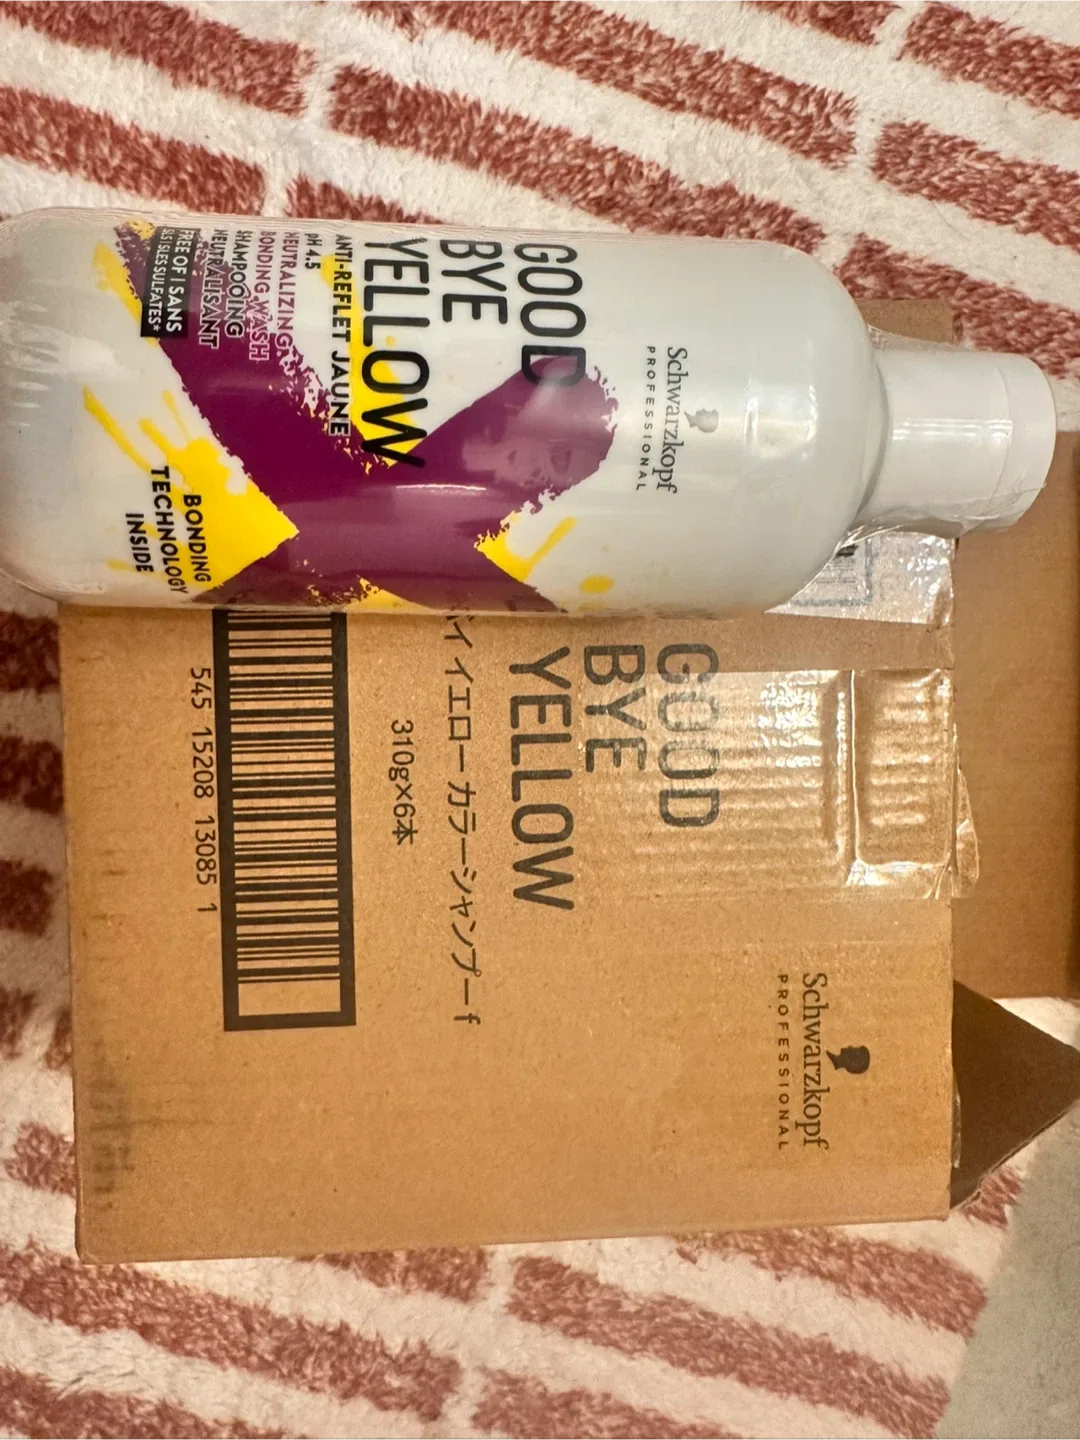 Schwarzkopf
PROFESSIONAL
GOOD
BYE
YELLOW
ANTI-REFLET JAUNE
pH 4.5
NEUTRALIZING
BONDING WASH
SHAMPOOING
NEUTRALISANT
FREE OF | SANS
SLS | SLES SULFATES*
BONDING
TECHNOLOGY
INSIDE
Schwarzkopf
PROFESSIONAL
GOOD
BYE
YELLOW
イ イエロー カラーシャンプー f
310g×6本
545 15208 13085 1